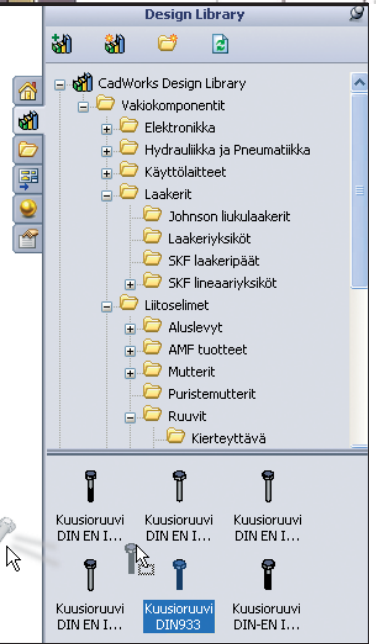 Design Library
CadWorks Design Library
Vakiokomponentit
Elektronikka
Hydrauliikka ja Pneumatiikka
Käyttölaitteet
Laakerit
Johnson liukulaakerit
Laakeriyksiköt
SKF laakeripäät
SKF lineaariyksiköt
Liitoselimet
Aluslevyt
AMF tuotteet
Mutterit
Puristemutterit
Ruuvit
Kierteyttävä
Kuusioruuvi Kuusioruuvi Kuusioruuvi
DIN EN I... DIN EN I... DIN EN I...
Kuusioruuvi Kuusioruuvi Kuusioruuvi
DIN EN I... DIN933 DIN-EN I...